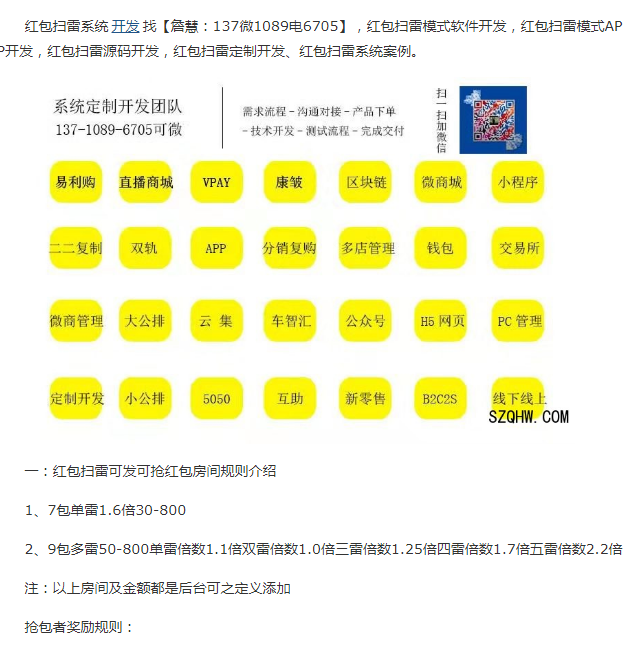 红包扫雷系统 开发 找【詹慧：137微1089电6705】，红包扫雷模式软件开发，红包扫雷模式AP
P开发，红包扫雷源码开发，红包扫雷定制开发、红包扫雷系统案例。
系统定制开发团队
137-1089-6705可微
需求流程－沟通对接－产品下单
－技术开发－测试流程－完成交付
扫一扫加微信
易利购 直播商城 VPAY 康皱 区块链 微商城 小程序
二二复制 双轨 APP 分销复购 多店管理 钱包 交易所
微商管理 大公排 云 集 车智汇 公众号 H5 网页 PC 管理
定制开发 小公排 5050 互助 新零售 B2C2S 线下线上
SZQHW.COM
一：红包扫雷可发可抢红包房间规则介绍
1、7包单雷1.6倍30-800
2、9包多雷50-800单雷倍数1.1倍双雷倍数1.0倍三雷倍数1.25倍四雷倍数1.7倍五雷倍数2.2倍
注：以上房间及金额都是后台可之定义添加
抢包者奖励规则：